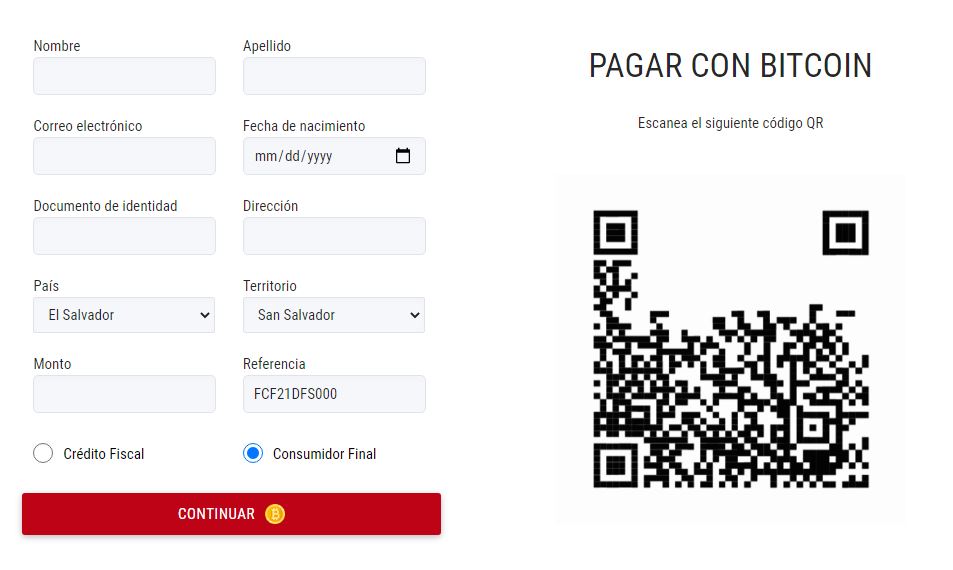 Nombre
Apellido
Correo electrónico
Fecha de nacimiento
mm/dd/yyyy
Documento de identidad
Dirección
País
Territorio
El Salvador
San Salvador
Monto
Referencia
FCF21DFS000
Crédito Fiscal
Consumidor Final
CONTINUAR
PAGAR CON BITCOIN
Escanea el siguiente código QR